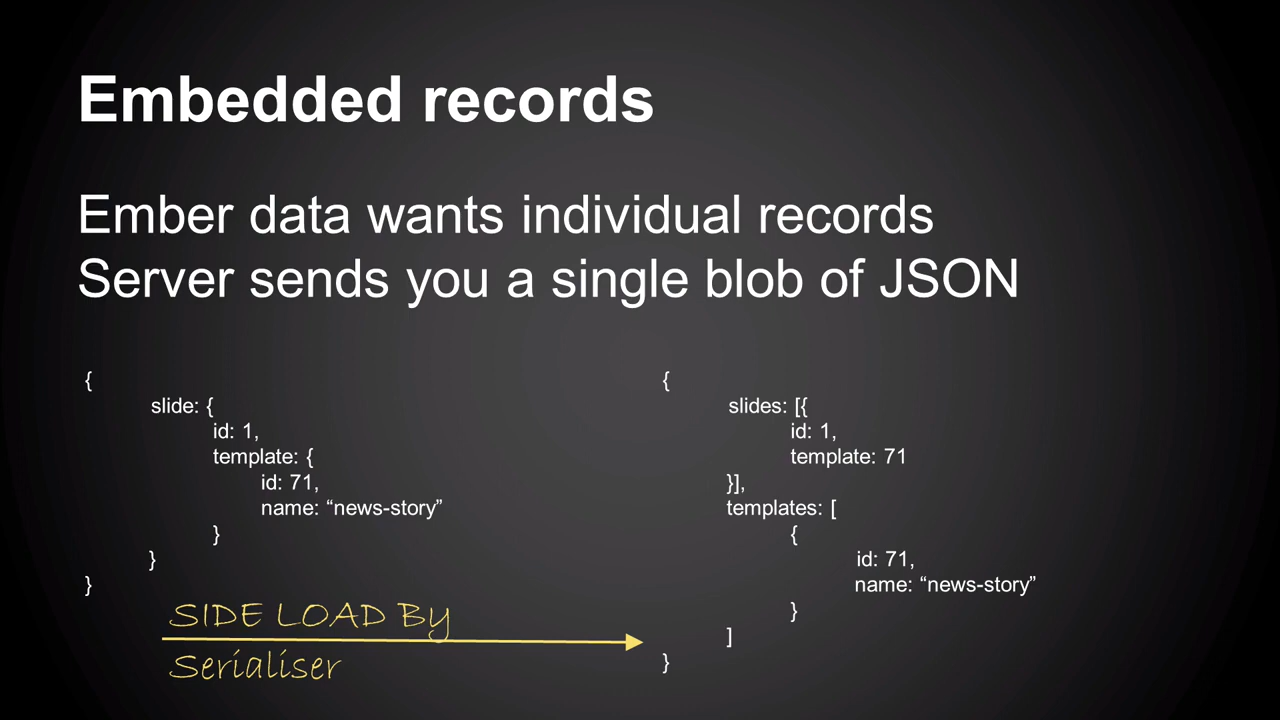 Embedded records
Ember data wants individual records
Server sends you a single blob of JSON
{
slide: {
id: 1,
template: {
id: 71,
name: “news-story”
}
}
}
SIDE LOAD By
Serialiser
{
slides: [{
id: 1,
template: 71
}],
templates: [
{
id: 71,
name: “news-story”
}
]
}